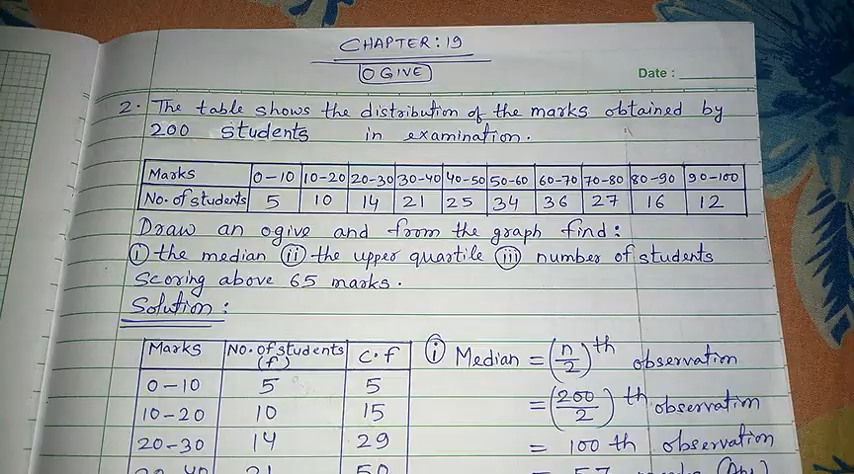 CHAPTER: 19
OGIVE
Date :
2. The table shows the distribution of the marks obtained by
200 students in examination.
Marks 0-10 10-20 20-30 30-40 40-50 50-60 60-70 70-80 80-90 90-100
No. of students 5 10 14 21 25 34 36 27 16 12
Draw an ogive and from the graph find:
(i) the median (ii) the upper quartile (iii) number of students
Scoring above 65 marks.
Solution :
Marks No. of students (f) C.f
0-10 5 5
10-20 10 15
20-30 14 29
(i) Median = (n/2)th observation
= (200/2)th observation
= 100 th observation
= 57